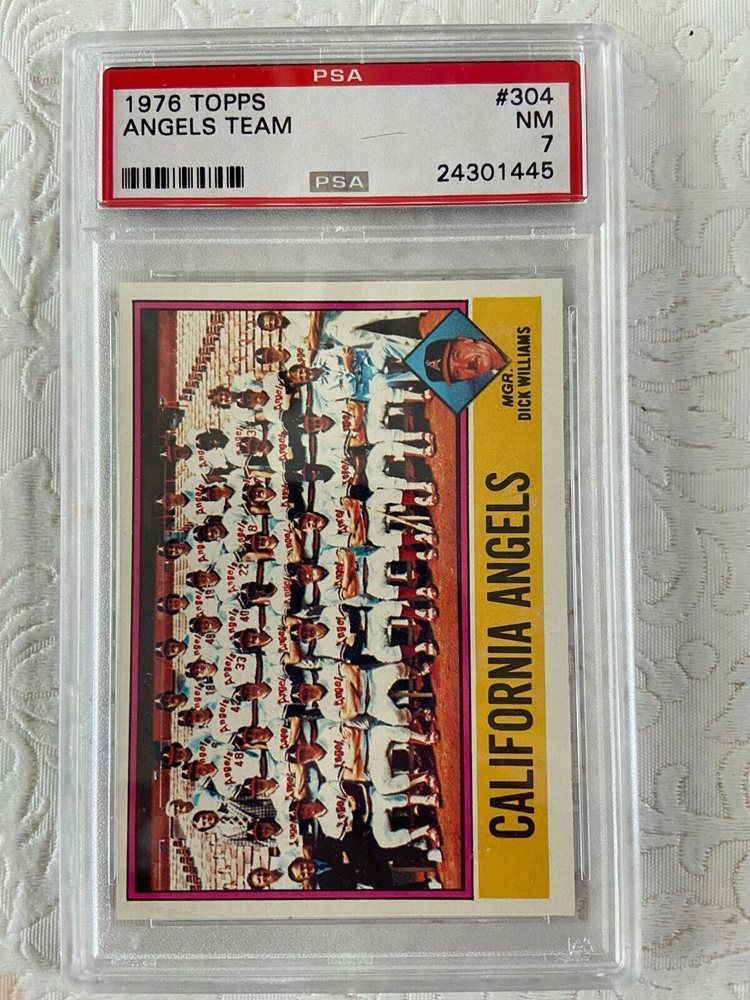 PSA
1976 TOPPS #304
ANGELS TEAM NM
7
PSA 24301445
MGR.
DICK WILLIAMS
CALIFORNIA ANGELS